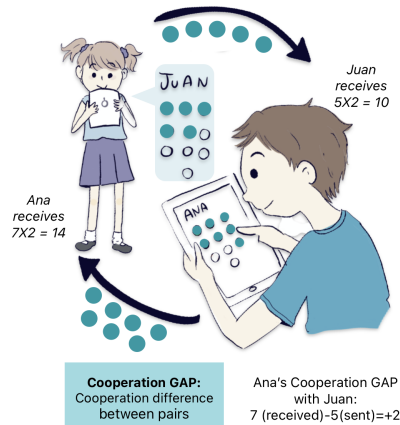 JUAN
Juan
receives
5X2 = 10
ANA
Ana
receives
7X2 = 14
Cooperation GAP:
Cooperation difference
between pairs
Ana's Cooperation GAP
with Juan:
7 (received)-5(sent)=+2